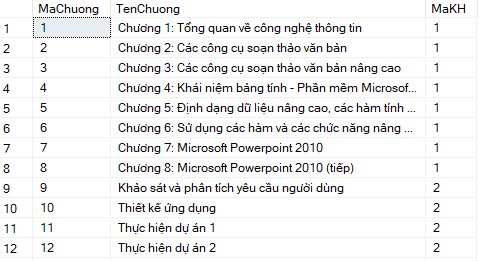 MaChuong TenChuong MaKH
1 1 Chương 1: Tổng quan về công nghệ thông tin 1
2 2 Chương 2: Các công cụ soạn thảo văn bản 1
3 3 Chương 3: Các công cụ soạn thảo văn bản nâng cao 1
4 4 Chương 4: Khái niệm bảng tính - Phần mềm Microsof... 1
5 5 Chương 5: Định dạng dữ liệu nâng cao, các hàm tính ... 1
6 6 Chương 6: Sử dụng các hàm và các chức năng nâng ... 1
7 7 Chương 7: Microsoft Powerpoint 2010 1
8 8 Chương 8: Microsoft Powerpoint 2010 (tiếp) 1
9 9 Khảo sát và phân tích yêu cầu người dùng 2
10 10 Thiết kế ứng dụng 2
11 11 Thực hiện dự án 1 2
12 12 Thực hiện dự án 2 2